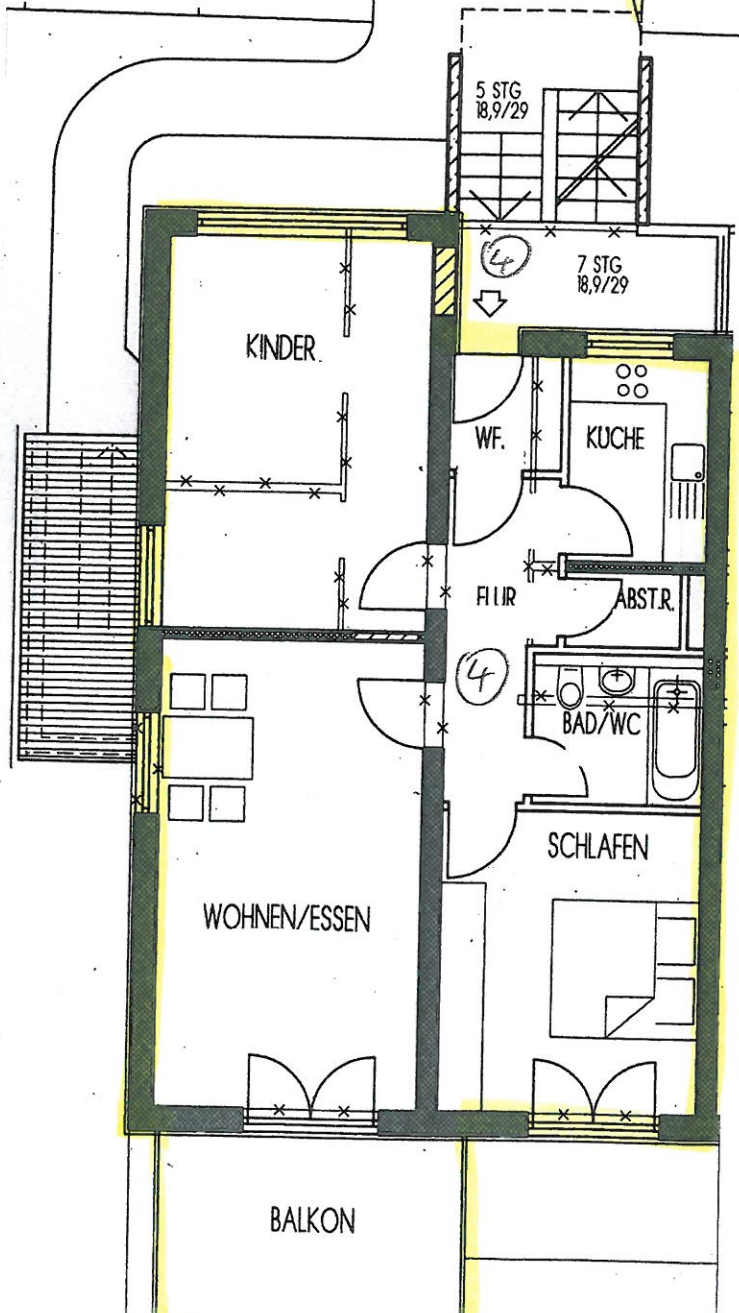 5 STG
18,9/29
4
7 STG
18,9/29
KINDER
WF.
KÜCHE
FLUR
ABST.R.
4
BAD/WC
SCHLAFEN
WOHNEN/ESSEN
BALKON